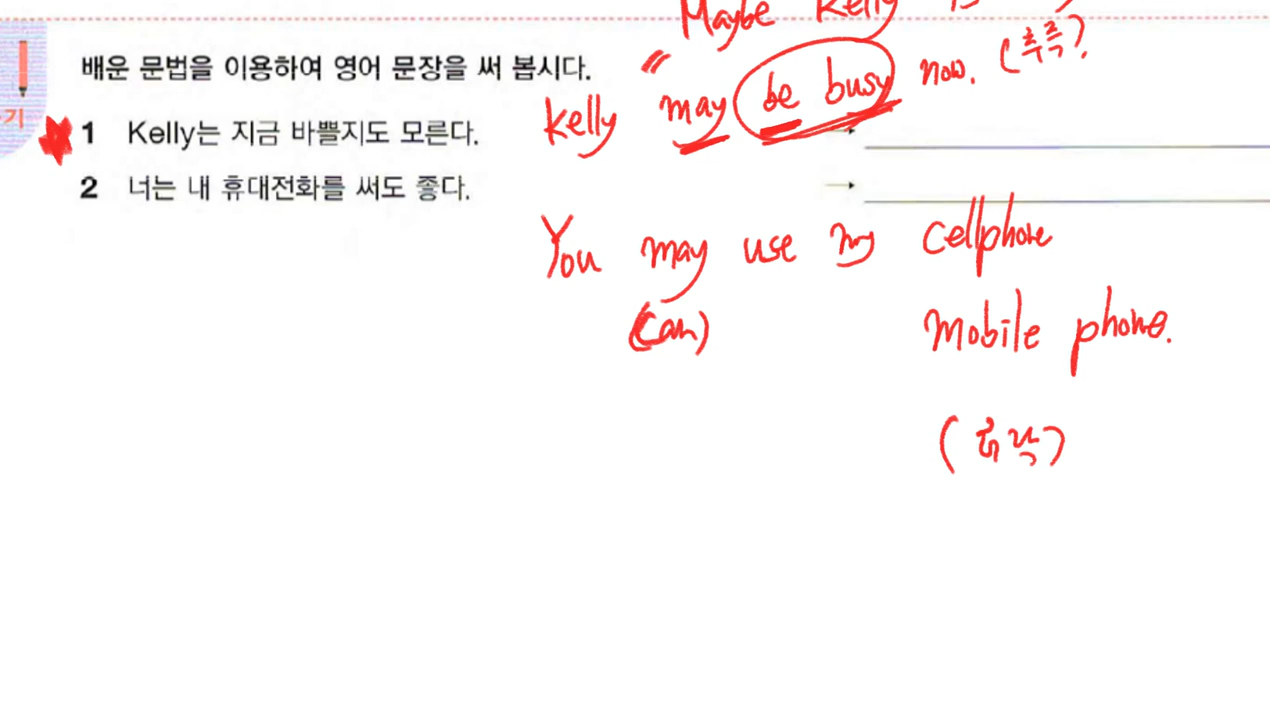 Maybe Kelly is
배운 문법을 이용하여 영어 문장을 써 봅시다.
기
1 Kelly는 지금 바쁠지도 모른다.
Kelly may be busy now. (추측)
2 너는 내 휴대전화를 써도 좋다.
You may use my cellphone
(can) mobile phone.
(허락)